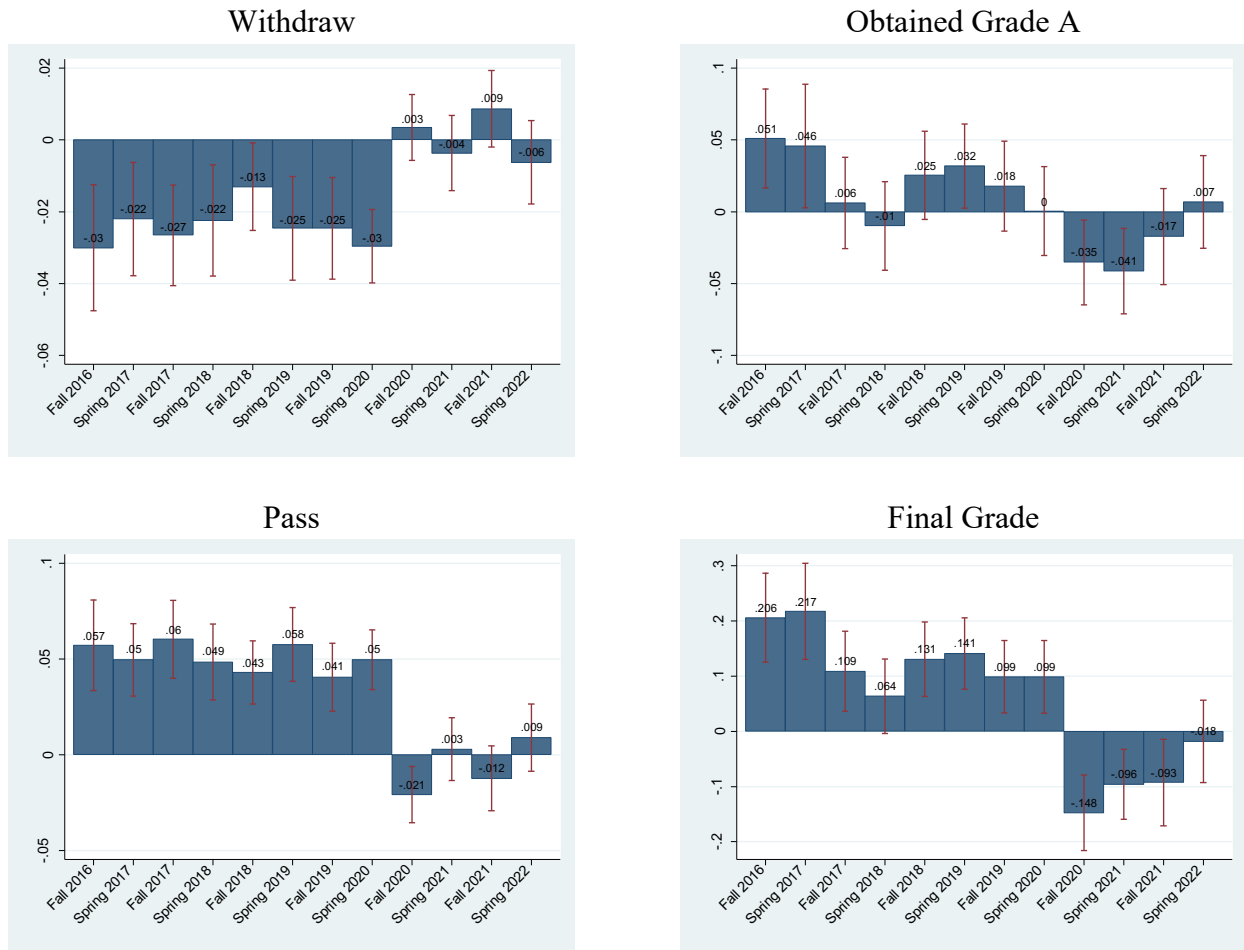 Withdraw
.02
0
-.02
-.04
-.06
-.03
-.022
-.027
-.022
-.013
-.025
-.025
-.03
.003
-.004
.009
-.006
Fall 2016
Spring 2017
Fall 2017
Spring 2018
Fall 2018
Spring 2019
Fall 2019
Spring 2020
Fall 2020
Spring 2021
Fall 2021
Spring 2022
Obtained Grade A
.1
.05
0
-.05
-.1
.051
.046
.006
-.01
.025
.032
.018
0
-.035
-.041
-.017
.007
Fall 2016
Spring 2017
Fall 2017
Spring 2018
Fall 2018
Spring 2019
Fall 2019
Spring 2020
Fall 2020
Spring 2021
Fall 2021
Spring 2022
Pass
.1
.05
0
-.05
.057
.05
.06
.049
.043
.058
.041
.05
-.021
.003
-.012
.009
Fall 2016
Spring 2017
Fall 2017
Spring 2018
Fall 2018
Spring 2019
Fall 2019
Spring 2020
Fall 2020
Spring 2021
Fall 2021
Spring 2022
Final Grade
.3
.2
.1
0
-.1
-.2
.206
.217
.109
.064
.131
.141
.099
.099
-.148
-.096
-.093
-.018
Fall 2016
Spring 2017
Fall 2017
Spring 2018
Fall 2018
Spring 2019
Fall 2019
Spring 2020
Fall 2020
Spring 2021
Fall 2021
Spring 2022